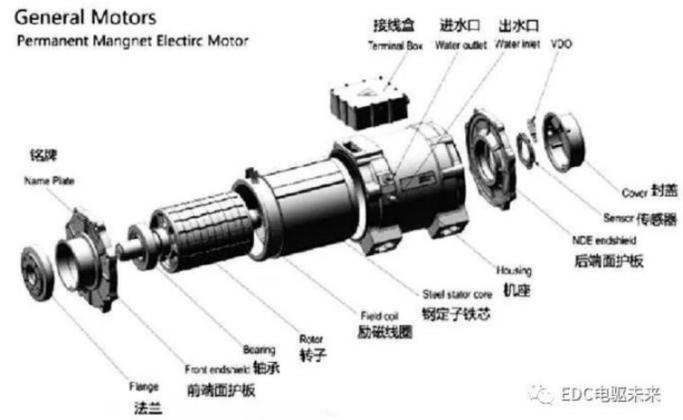 General Motors
Permanent Mangnet Electirc Motor
接线盒
Terminal Box
进水口
Water outlet
出水口
Water inlet
VDO
铭牌
Name Plate
Cover 封盖
Sensor 传感器
NDE endshield
后端面护板
Housing
机座
Steel stator core
钢定子铁芯
Field coil
励磁线圈
Rotor
转子
Bearing
轴承
Front endshield
前端面护板
Flange
法兰
EDC电驱未来